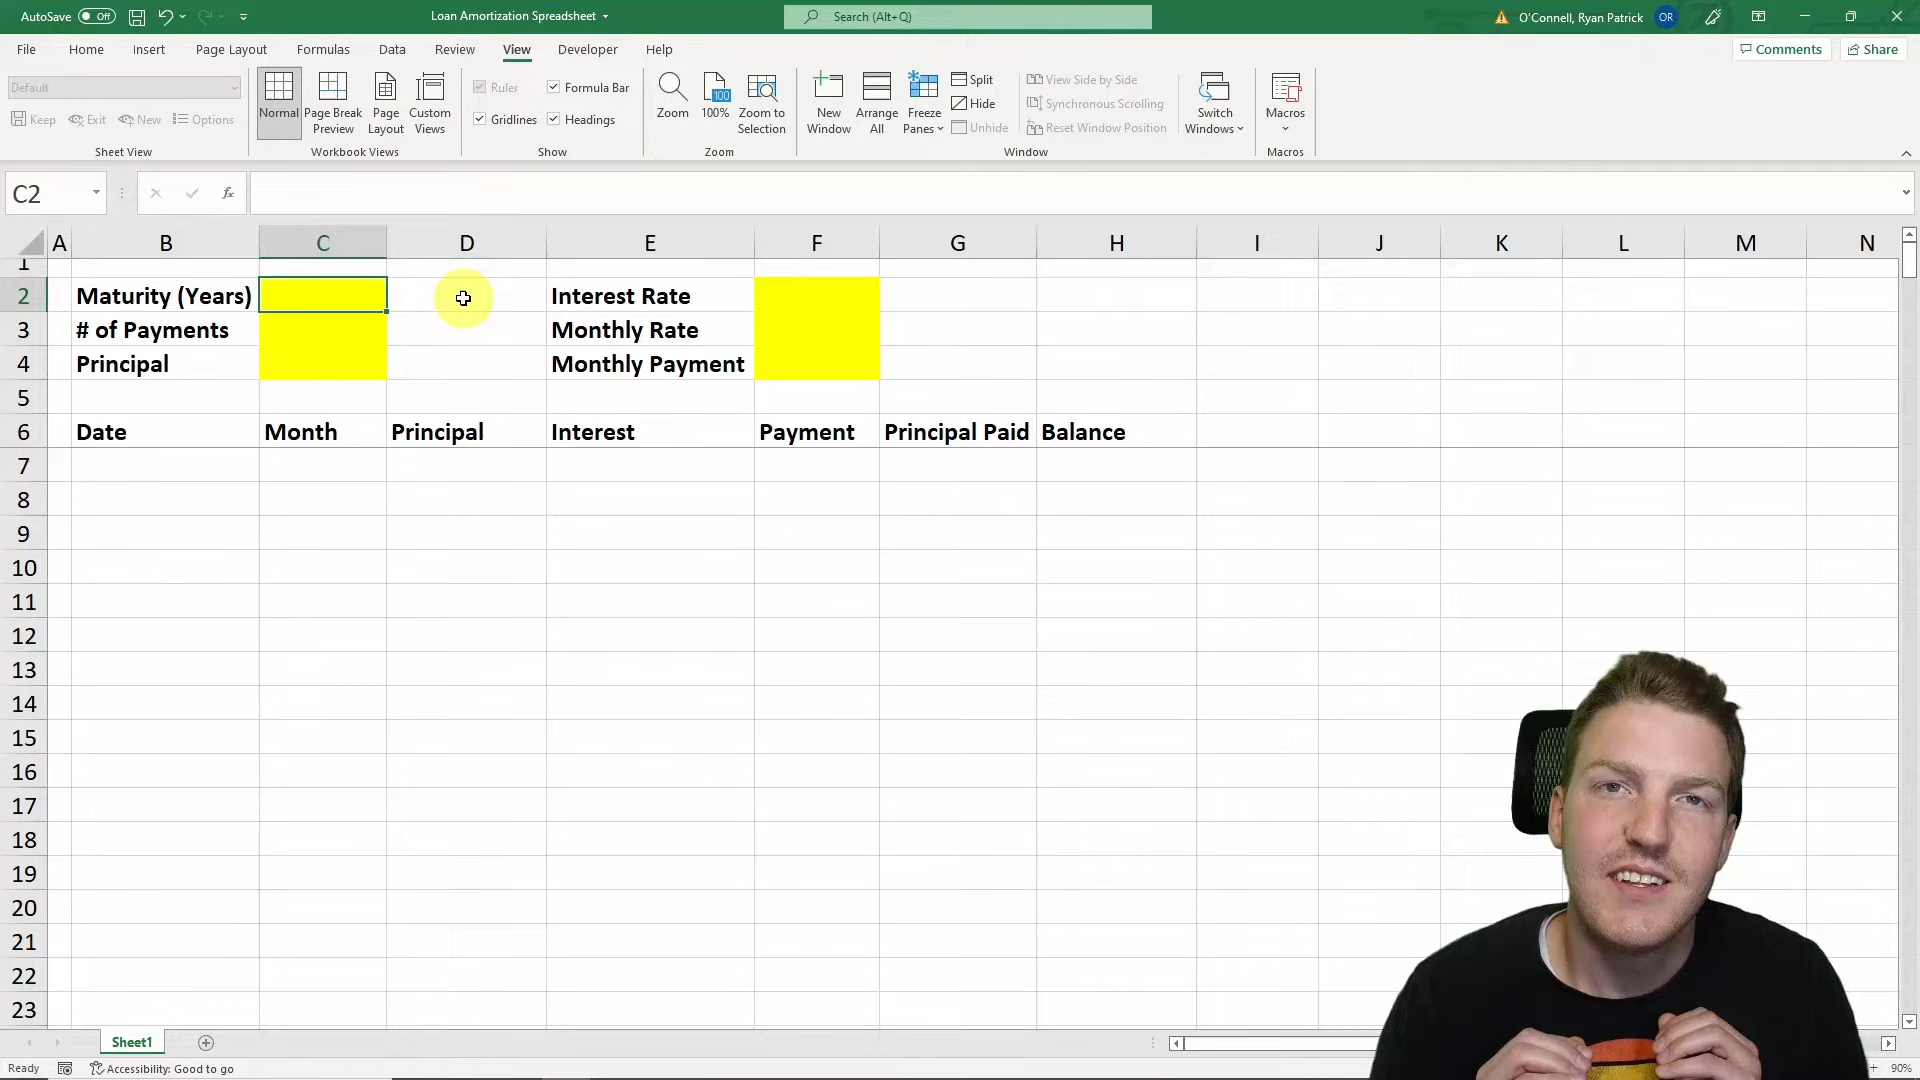 AutoSave Off
Loan Amortization Spreadsheet
Search (Alt+Q)
O'Connell, Ryan Patrick OR
File Home Insert Page Layout Formulas Data Review View Developer Help
Comments Share
Default
Keep Exit New Options
Sheet View
Normal Page Break Preview Page Layout Custom Views
Workbook Views
Ruler Formula Bar
Gridlines Headings
Show
Zoom 100 100% Zoom to Selection
Zoom
New Window Arrange All Freeze Panes
Split
Hide
Unhide
View Side by Side
Synchronous Scrolling
Reset Window Position
Switch Windows
Window
Macros
Macros
C2 fx
A B C D E F G H I J K L M N
1
2 Maturity (Years) Interest Rate
3 # of Payments Monthly Rate
4 Principal Monthly Payment
5
6 Date Month Principal Interest Payment Principal Paid Balance
7
8
9
10
11
12
13
14
15
16
17
18
19
20
21
22
23
Sheet1
Ready Accessibility: Good to go 90%